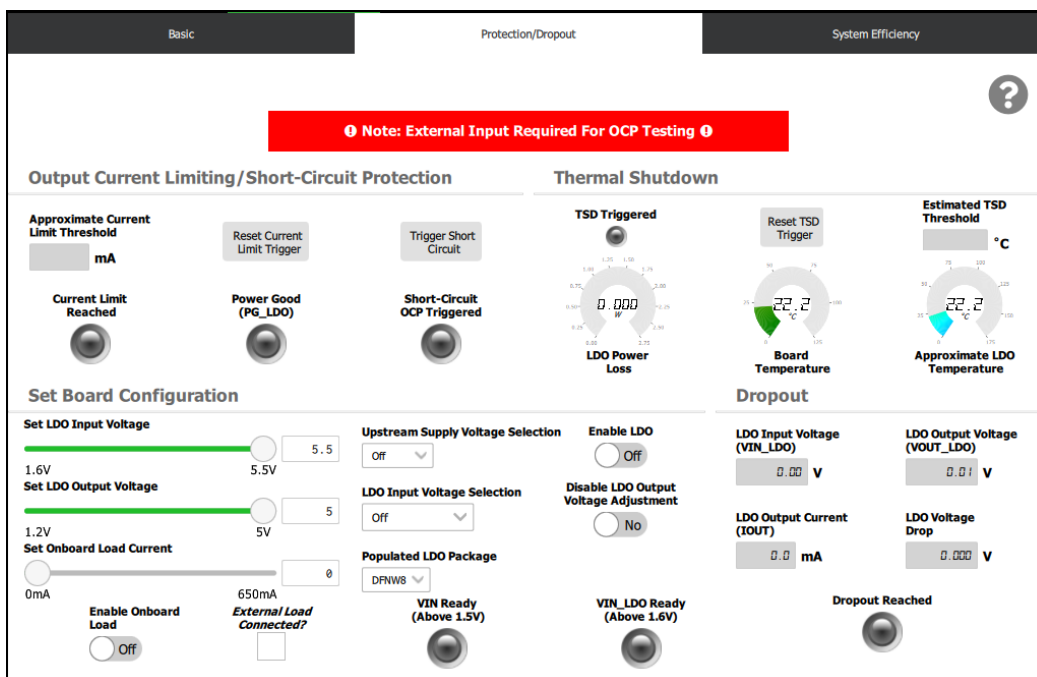 Basic
Protection/Dropout
System Efficiency
?
Note: External Input Required For OCP Testing
Output Current Limiting/Short-Circuit Protection
Approximate Current
Limit Threshold
mA
Reset Current
Limit Trigger
Trigger Short
Circuit
Current Limit
Reached
Power Good
(PG_LDO)
Short-Circuit
OCP Triggered
Thermal Shutdown
TSD Triggered
Reset TSD
Trigger
Estimated TSD
Threshold
°C
0.000
W
LDO Power
Loss
22.2
°C
Board
Temperature
22.2
°C
Approximate LDO
Temperature
Set Board Configuration
Set LDO Input Voltage
5.5
1.6V
5.5V
Set LDO Output Voltage
5
1.2V
5V
Set Onboard Load Current
0
0mA
650mA
Enable Onboard
Load
Off
External Load
Connected?
Upstream Supply Voltage Selection
Off
LDO Input Voltage Selection
Off
Populated LDO Package
DFNW8
VIN Ready
(Above 1.5V)
Enable LDO
Off
Disable LDO Output
Voltage Adjustment
No
VIN_LDO Ready
(Above 1.6V)
Dropout
LDO Input Voltage
(VIN_LDO)
0.00 V
LDO Output Voltage
(VOUT_LDO)
0.01 V
LDO Output Current
(IOUT)
0.0 mA
LDO Voltage
Drop
0.000 V
Dropout Reached